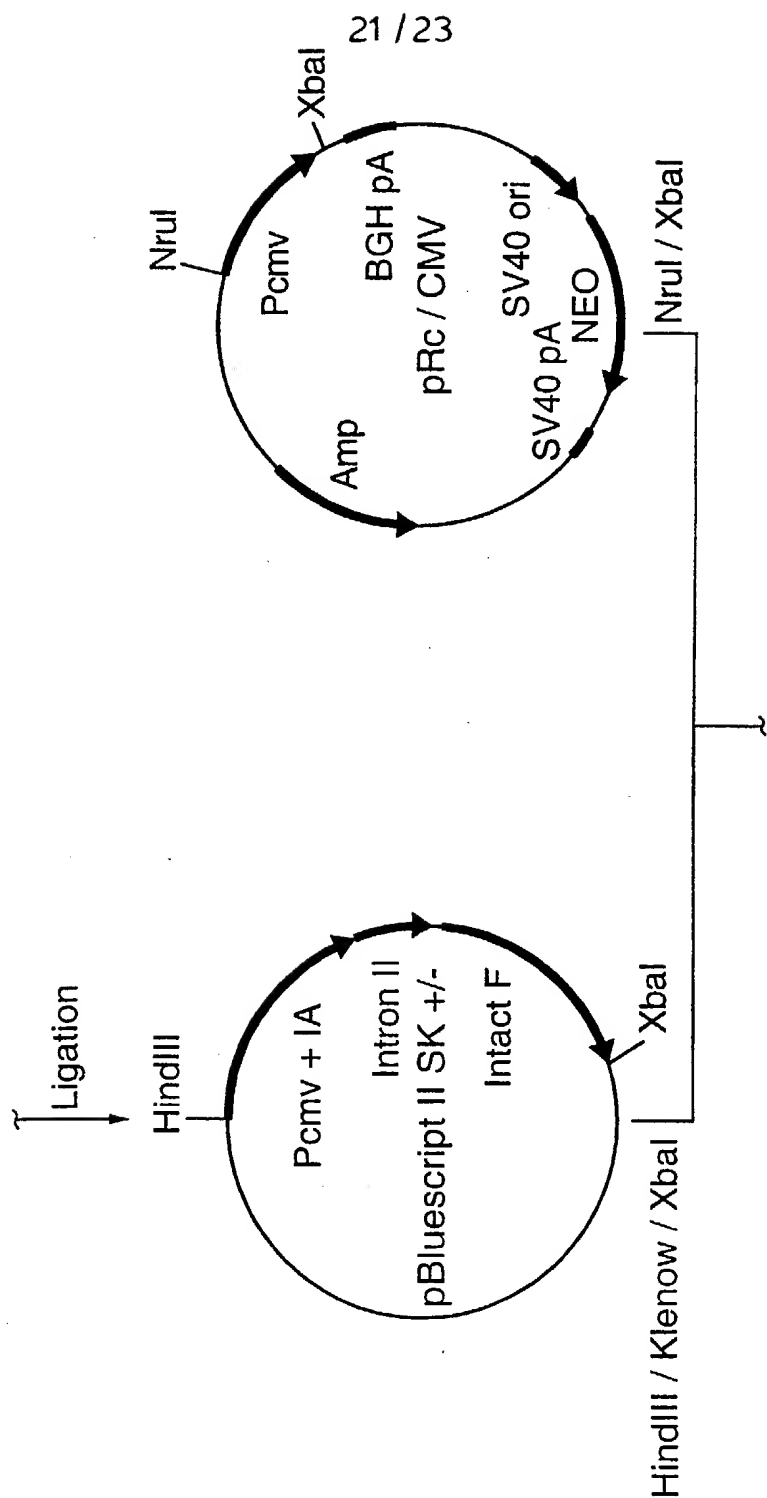 21 / 23
Ligation
HindIII
Pcmv + IA
Intron II
pBluescript II SK +/-
Intact F
XbaI
HindIII / Klenow / XbaI
NruI
XbaI
Pcmv
BGH pA
pRc / CMV
SV40 ori
NEO
SV40 pA
Amp
NruI / XbaI